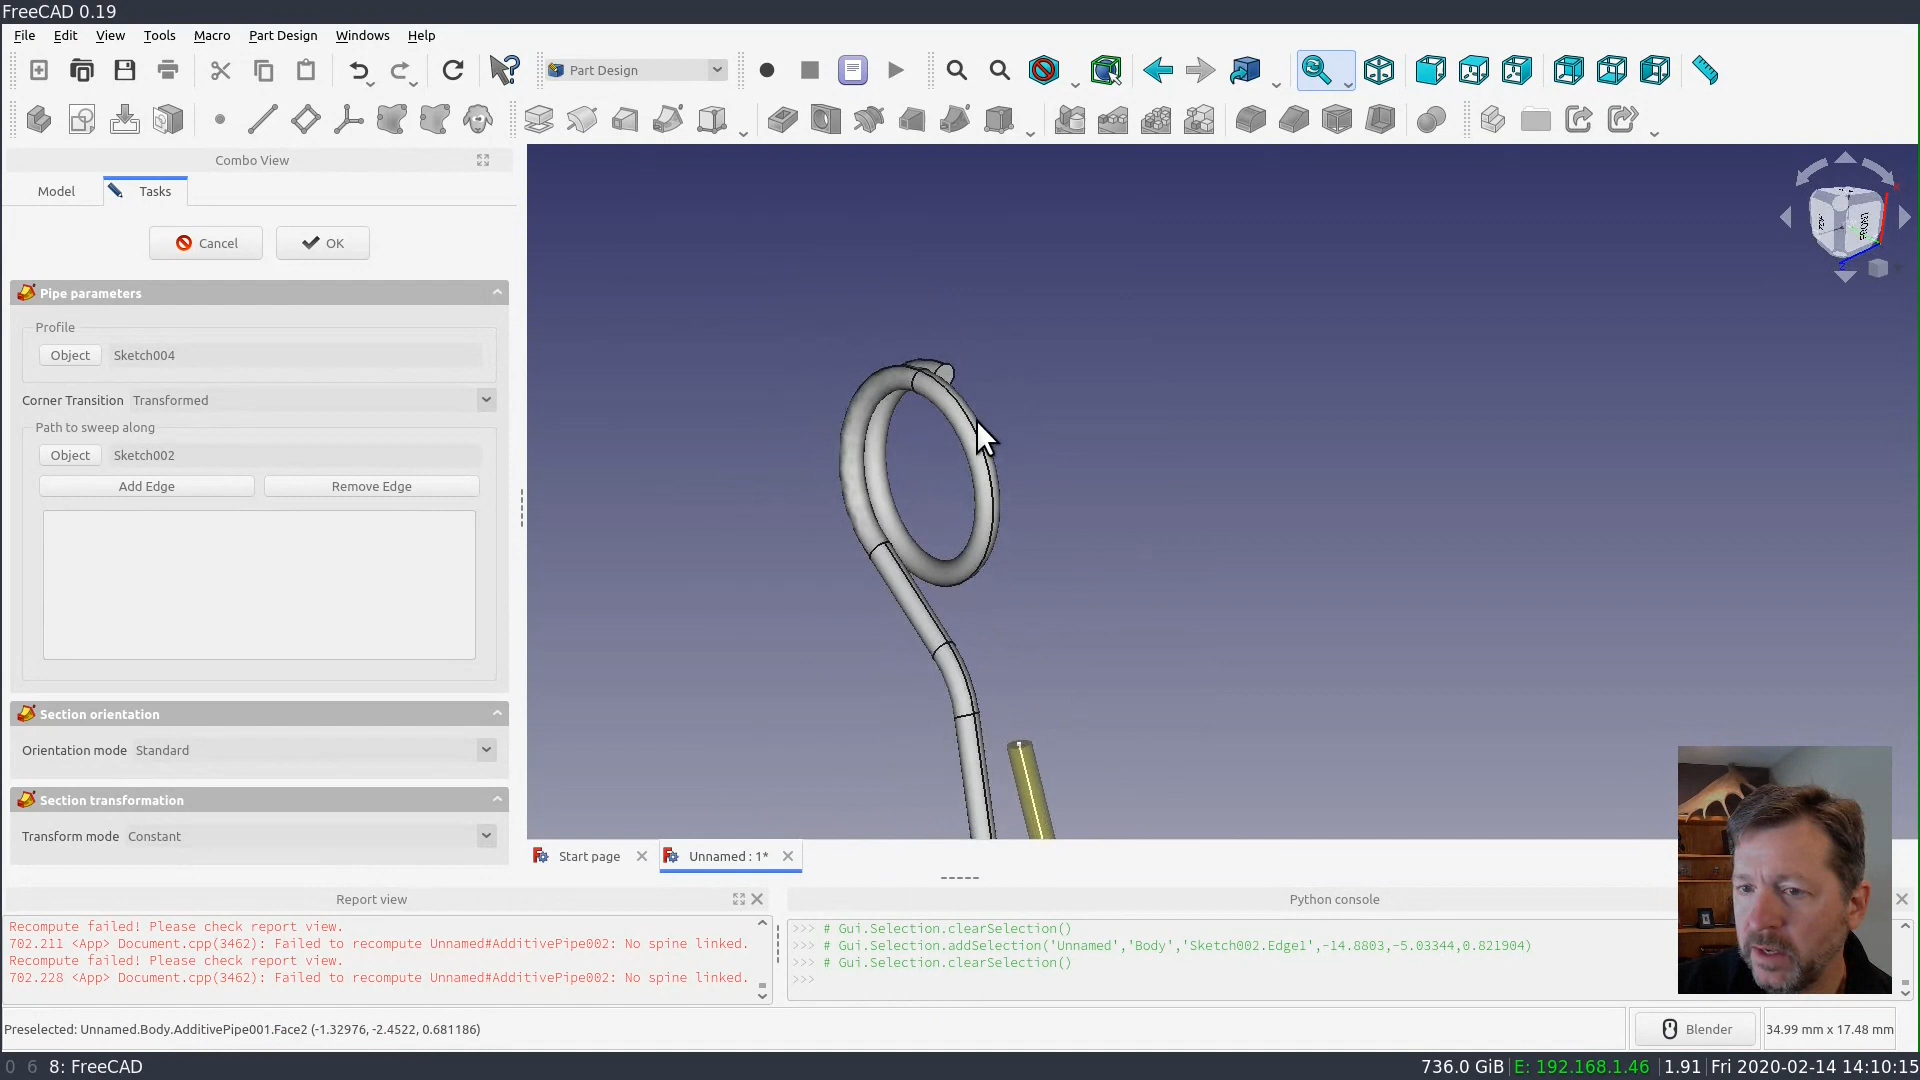 FreeCAD 0.19
File Edit View Tools Macro Part Design Windows Help
Part Design
Combo View
Model Tasks
Cancel OK
Pipe parameters
Profile
Object Sketch004
Corner Transition Transformed
Path to sweep along
Object Sketch002
Add Edge Remove Edge
Section orientation
Orientation mode Standard
Section transformation
Transform mode Constant
Start page Unnamed : 1*
Report view
Recompute failed! Please check report view.
702.211 <App> Document.cpp(3462): Failed to recompute Unnamed#AdditivePipe002: No spine linked.
Recompute failed! Please check report view.
702.228 <App> Document.cpp(3462): Failed to recompute Unnamed#AdditivePipe002: No spine linked.
Python console
>>> # Gui.Selection.clearSelection()
>>> # Gui.Selection.addSelection('Unnamed','Body','Sketch002.Edge1',-14.8803,-5.03344,0.821904)
>>> # Gui.Selection.clearSelection()
>>>
Preselected: Unnamed.Body.AdditivePipe001.Face2 (-1.32976, -2.4522, 0.681186)
Blender 34.99 mm x 17.48 mm
0 6 8: FreeCAD 736.0 GiB|E: 192.168.1.46 |1.91|Fri 2020-02-14 14:10:15